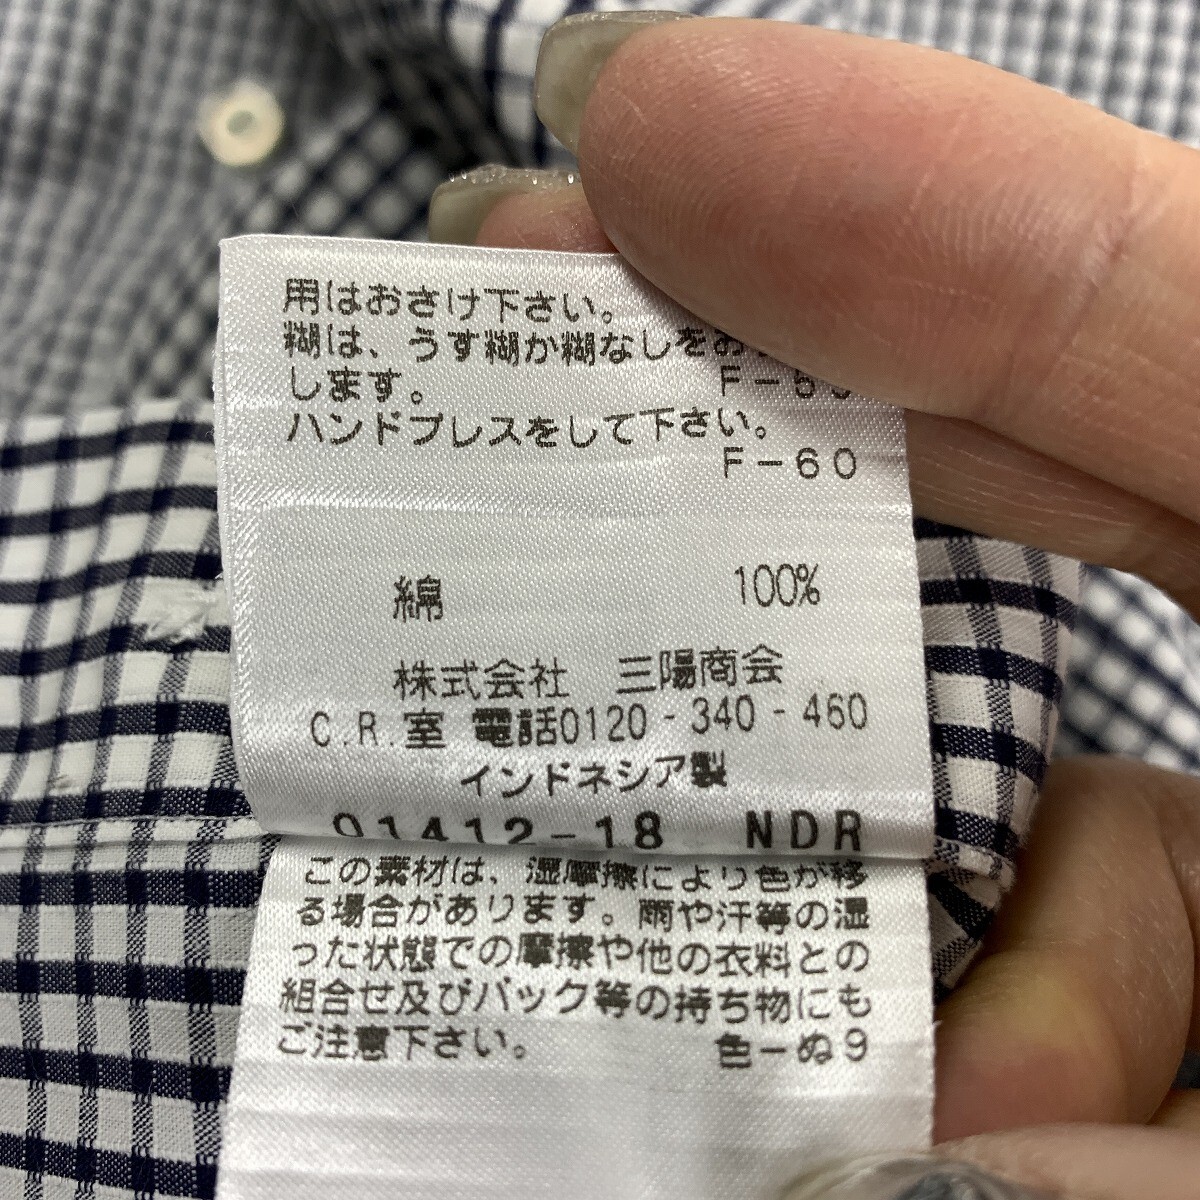 用はおさけ下さい。
糊は、うす糊か糊なしをお
します。 F-5
ハンドプレスをして下さい。
F-60
綿 100%
株式会社 三陽商会
C.R.室 電話0120-340-460
インドネシア製
01412-18 NDR
この素材は、湿摩擦により色が移
る場合があります。雨や汗等の湿
った状態での摩擦や他の衣料との
組合せ及びバック等の持ち物にも
ご注意下さい。 色-ぬ9